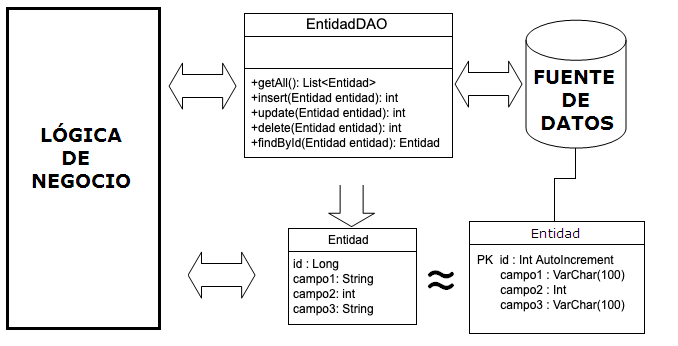 EntidadDAO
+getAll(): List<Entidad>
+insert(Entidad entidad): int
+update(Entidad entidad): int
+delete(Entidad entidad): int
+findById(Entidad entidad): Entidad
FUENTE
DE
DATOS
LÓGICA
DE
NEGOCIO
Entidad
id : Long
campo1: String
campo2: int
campo3: String
≈
Entidad
PK id : Int AutoIncrement
campo1 : VarChar(100)
campo2 : Int
campo3 : VarChar(100)